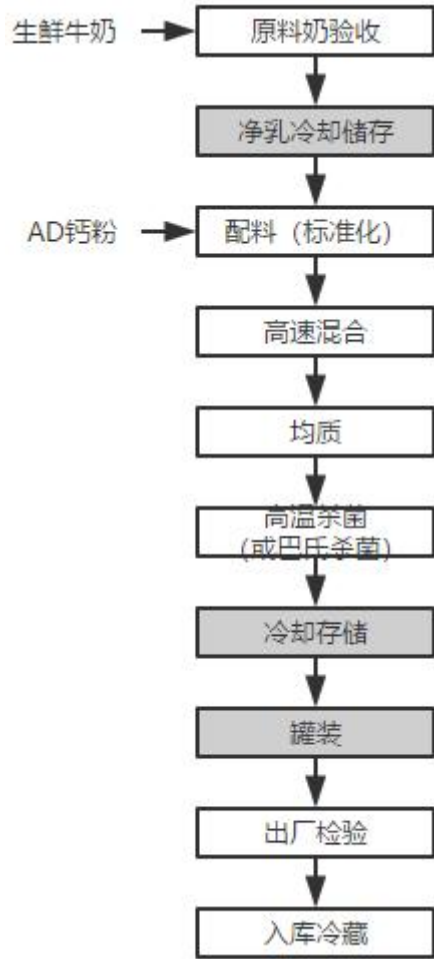 生鲜牛奶
原料奶验收
净乳冷却储存
AD钙粉
配料（标准化）
高速混合
均质
高温杀菌
(或巴氏杀菌)
冷却存储
罐装
出厂检验
入库冷藏